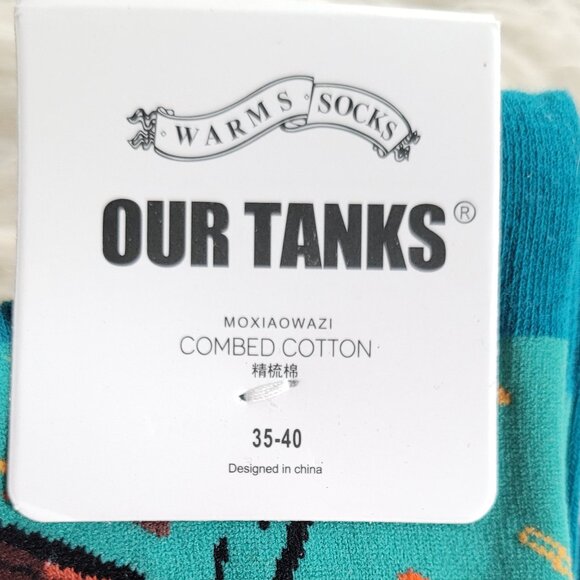 WARMS SOCKS
OUR TANKS®
MOXIAOWAZI
COMBED COTTON
精梳棉
35-40
Designed in china